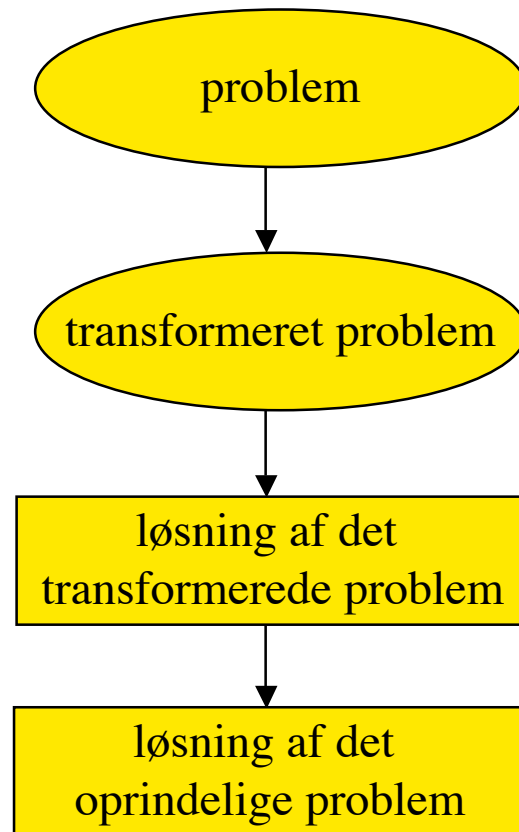 problem
transformeret problem
løsning af det
transformerede problem
løsning af det
oprindelige problem